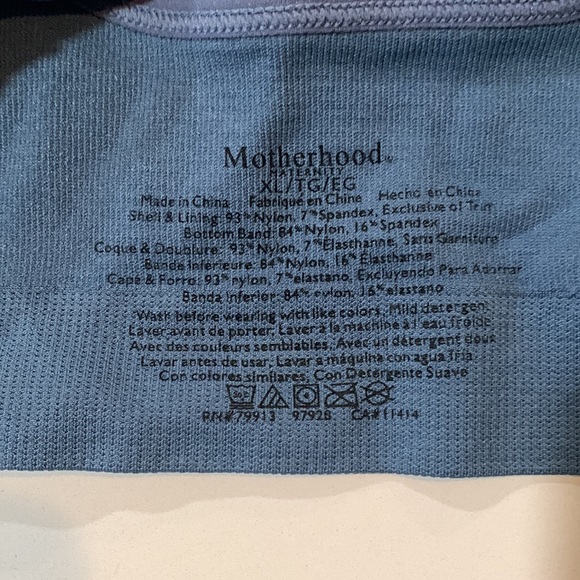 Motherhood®
MATERNITY
XL/TG/EG
Made in China Fabriqué en Chine Hecho en China
Shell & Lining: 93% Nylon, 7% Spandex, Exclusive of Trim
Bottom Band: 84% Nylon, 16% Spandex
Coque & Doublure: 93% Nylon, 7% Elasthanne, Sans Garniture
Bande Inferieure: 84% Nylon, 16% Elasthanne
Capa & Forro: 93% nylon, 7% elastano, Excluyendo Para Adornar
Banda Inferior: 84% nylon, 16% elastano
Wash before wearing with like colors, Mild detergen
Laver avant de porter, Laver à la machine à l eau froide
Avec des couleurs semblables, Avec un détergent doux
Lavar antes de usar, Lavar a máquina con agua fria
Con colores similares, Con Detergente Suave
RN#79913 97928 CA#11414